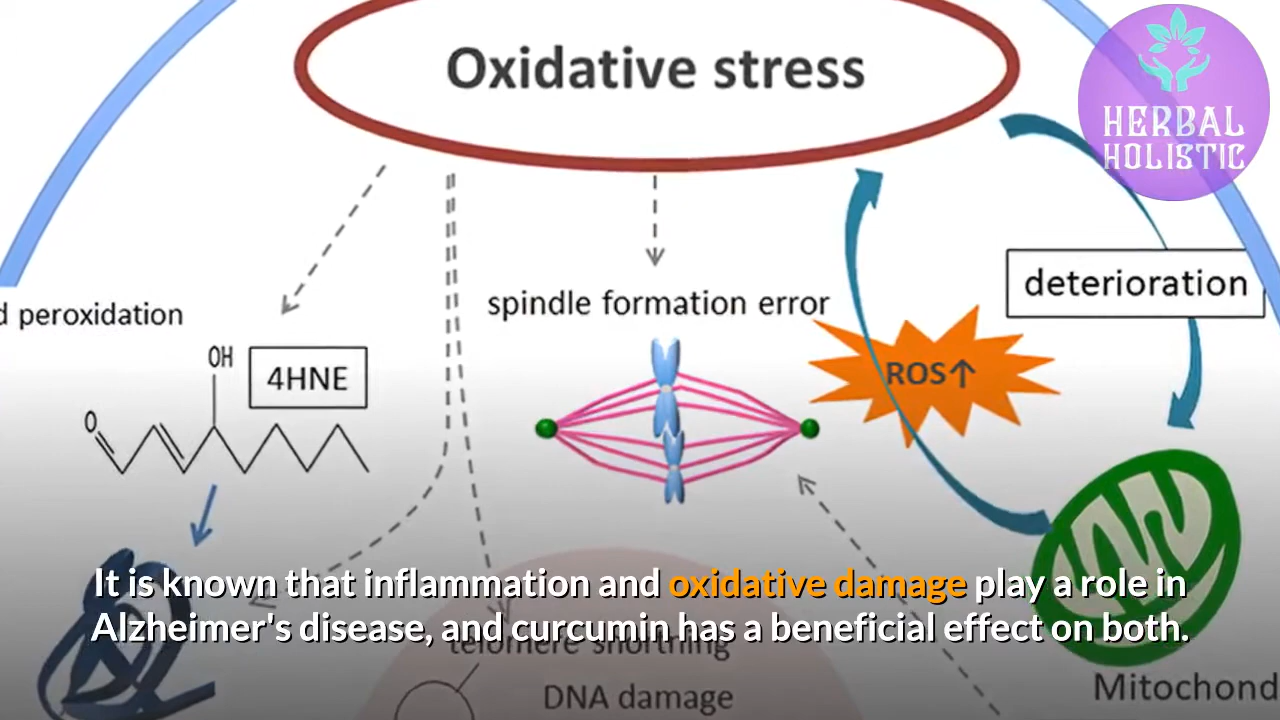 Oxidative stress
HERBAL
HOLISTIC
deterioration
d peroxidation
spindle formation error
OH
4HNE
ROS↑
O
It is known that inflammation and oxidative damage play a role in
Alzheimer's disease, and curcumin has a beneficial effect on both.
telomere shortning
DNA damage
Mitochond